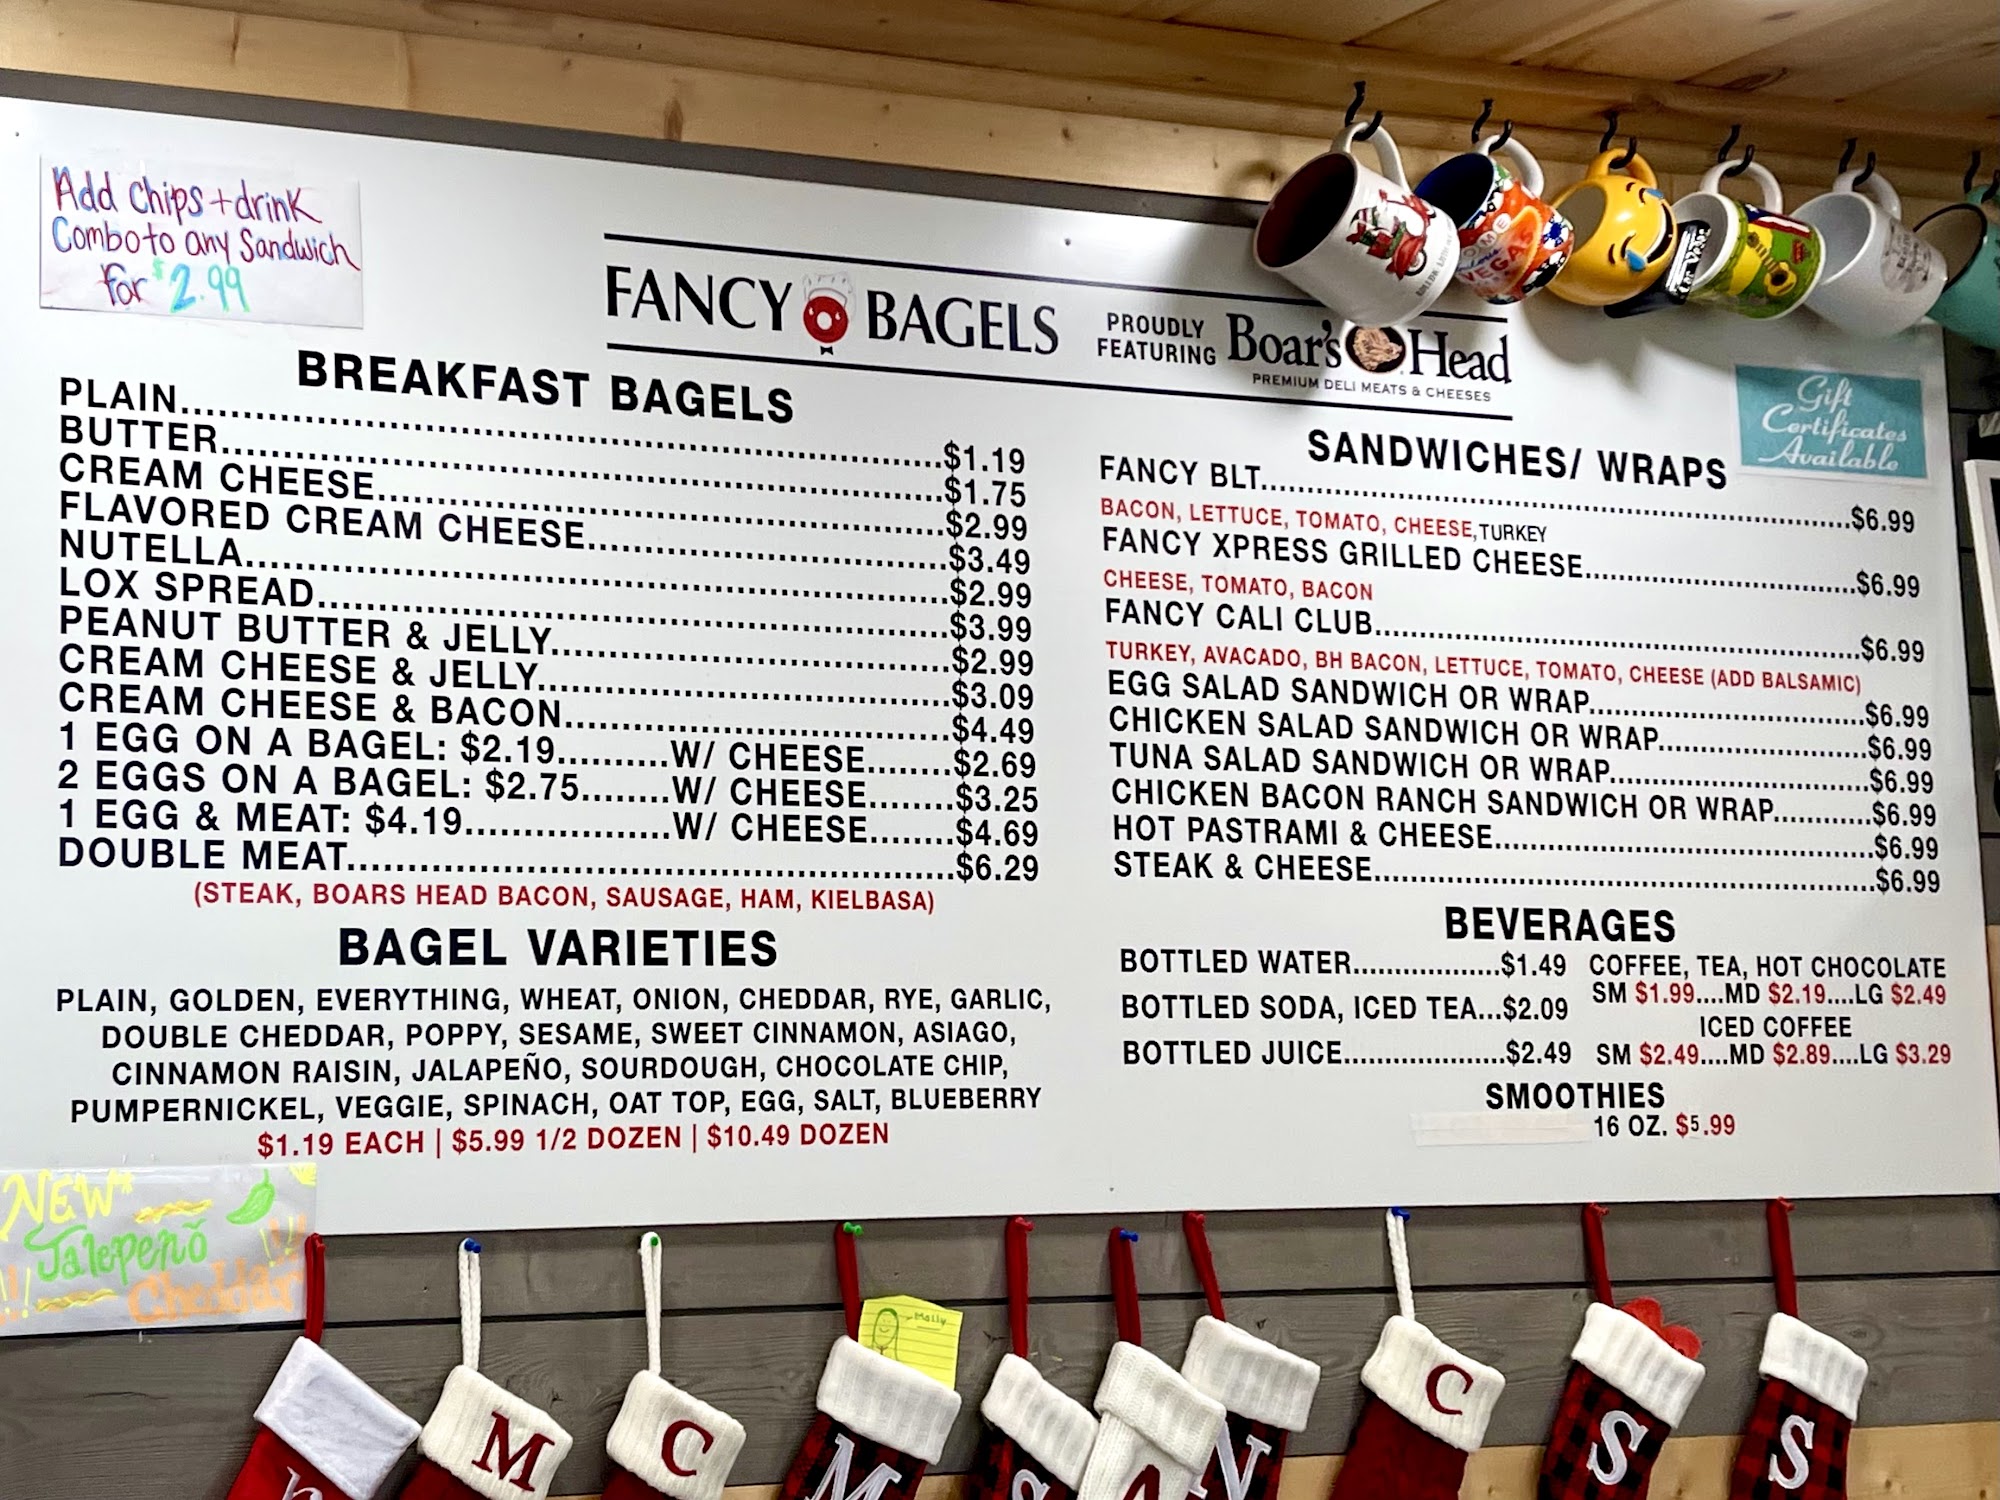 Add chips + drink
Combo to any Sandwich
for $2.99
FANCY BAGELS
PROUDLY
FEATURING
Boar's Head
PREMIUM DELI MEATS & CHEESES
Gift
Certificates
Available
BREAKFAST BAGELS
PLAIN...$1.19
BUTTER...$1.75
CREAM CHEESE...$2.99
FLAVORED CREAM CHEESE...$3.49
NUTELLA...$2.99
LOX SPREAD...$3.99
PEANUT BUTTER & JELLY...$2.99
CREAM CHEESE & JELLY...$3.09
CREAM CHEESE & BACON...$4.49
1 EGG ON A BAGEL: $2.19...W/ CHEESE...$2.69
2 EGGS ON A BAGEL: $2.75...W/ CHEESE...$3.25
1 EGG & MEAT: $4.19...W/ CHEESE...$4.69
DOUBLE MEAT...$6.29
(STEAK, BOARS HEAD BACON, SAUSAGE, HAM, KIELBASA)
BAGEL VARIETIES
PLAIN, GOLDEN, EVERYTHING, WHEAT, ONION, CHEDDAR, RYE, GARLIC,
DOUBLE CHEDDAR, POPPY, SESAME, SWEET CINNAMON, ASIAGO,
CINNAMON RAISIN, JALAPEÑO, SOURDOUGH, CHOCOLATE CHIP,
PUMPERNICKEL, VEGGIE, SPINACH, OAT TOP, EGG, SALT, BLUEBERRY
$1.19 EACH | $5.99 1/2 DOZEN | $10.49 DOZEN
SANDWICHES/ WRAPS
FANCY BLT...$6.99
BACON, LETTUCE, TOMATO, CHEESE,TURKEY
FANCY XPRESS GRILLED CHEESE...$6.99
CHEESE, TOMATO, BACON
FANCY CALI CLUB...$6.99
TURKEY, AVACADO, BH BACON, LETTUCE, TOMATO, CHEESE (ADD BALSAMIC)
EGG SALAD SANDWICH OR WRAP...$6.99
CHICKEN SALAD SANDWICH OR WRAP...$6.99
TUNA SALAD SANDWICH OR WRAP...$6.99
CHICKEN BACON RANCH SANDWICH OR WRAP...$6.99
HOT PASTRAMI & CHEESE...$6.99
STEAK & CHEESE...$6.99
BEVERAGES
BOTTLED WATER...$1.49
BOTTLED SODA, ICED TEA...$2.09
BOTTLED JUICE...$2.49
COFFEE, TEA, HOT CHOCOLATE
SM $1.99....MD $2.19....LG $2.49
ICED COFFEE
SM $2.49....MD $2.89....LG $3.29
SMOOTHIES
16 OZ. $5.99
NEW
Jalepeño
Cheddar
Molly
M
C
M
S
A
N
C
S
S
VEGAS